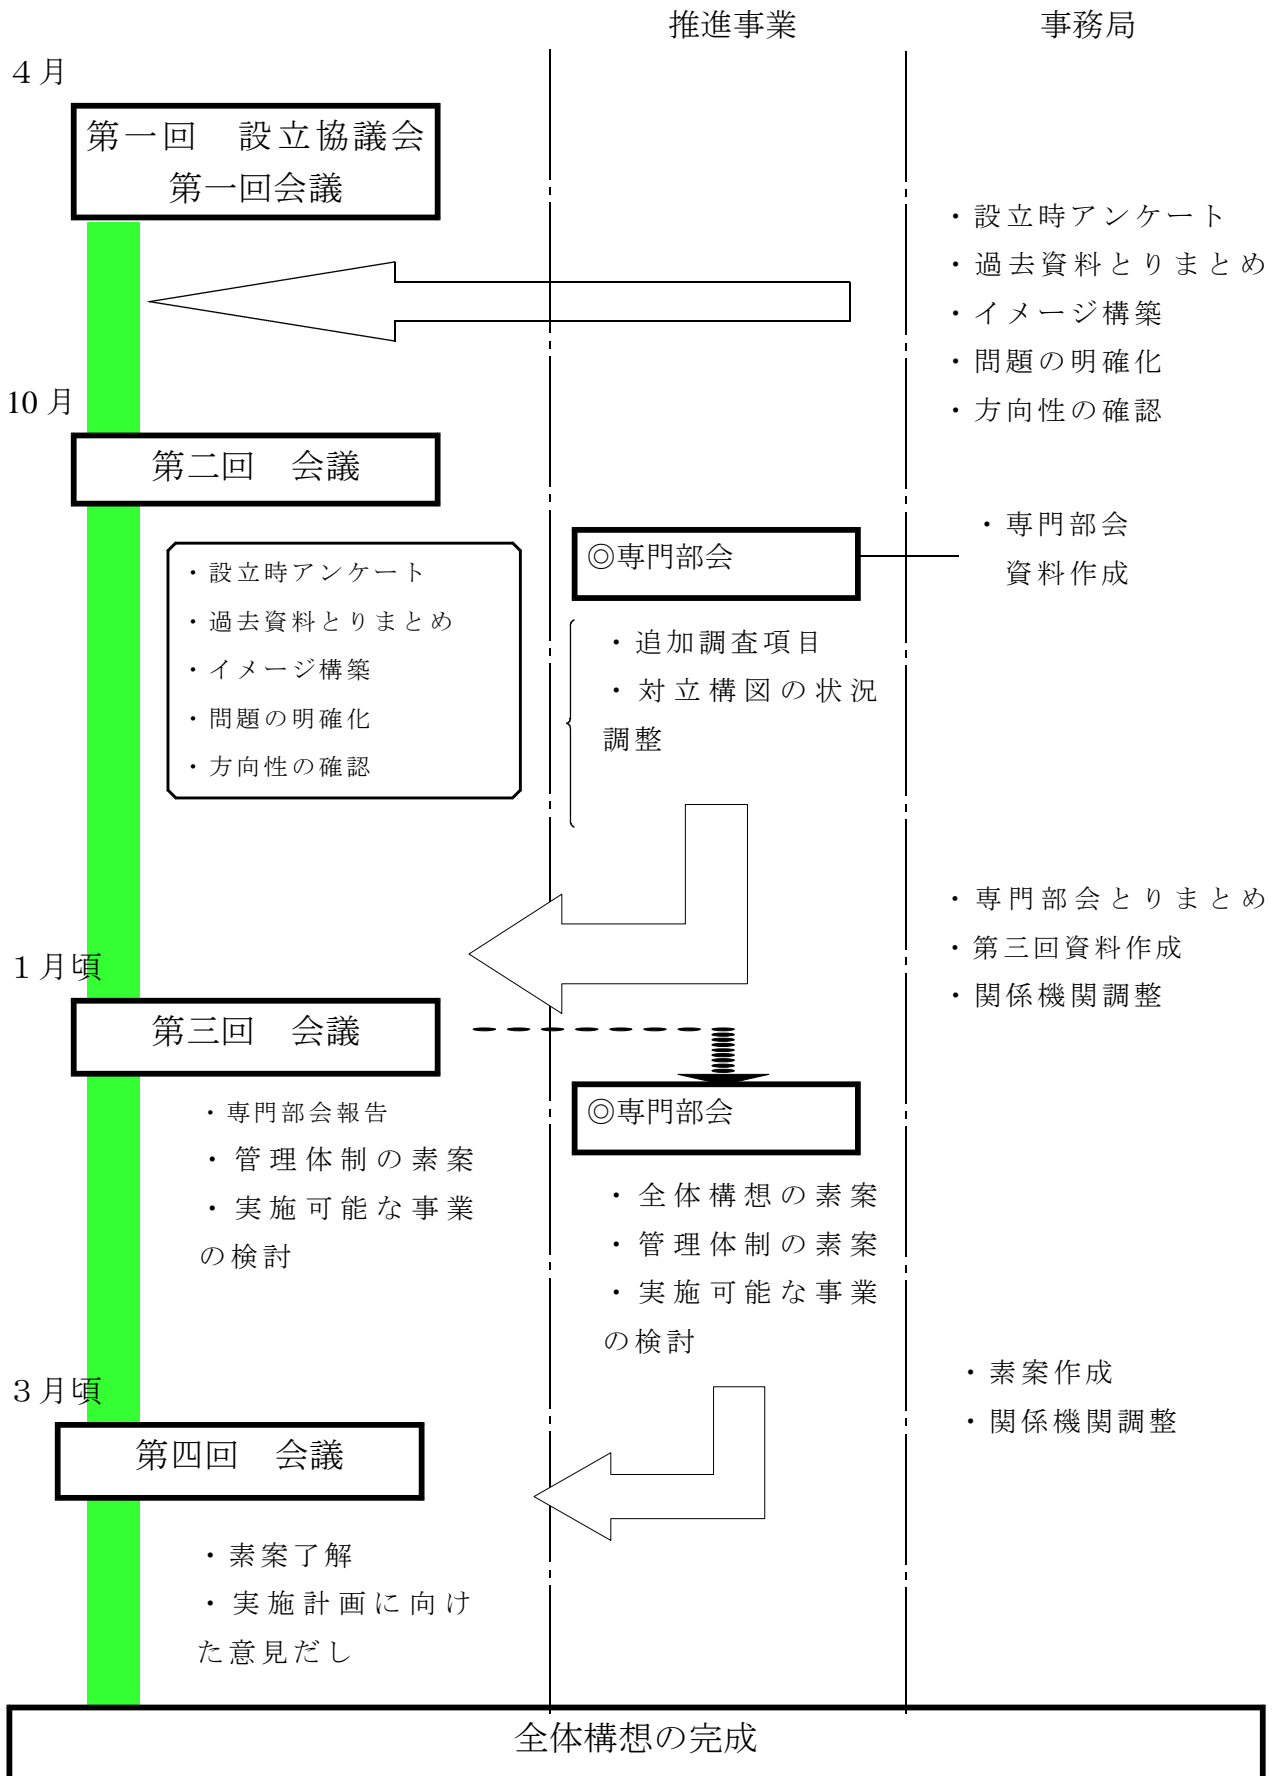 推進事業
事務局
４月
第一回　設立協議会
第一回会議
・設立時アンケート
・過去資料とりまとめ
・イメージ構築
・問題の明確化
・方向性の確認
10月
第二回　会議
・設立時アンケート
・過去資料とりまとめ
・イメージ構築
・問題の明確化
・方向性の確認
◎専門部会
・追加調査項目
・対立構図の状況
調整
・専門部会
資料作成
・専門部会とりまとめ
・第三回資料作成
・関係機関調整
１月頃
第三回　会議
・専門部会報告
・管理体制の素案
・実施可能な事業
の検討
◎専門部会
・全体構想の素案
・管理体制の素案
・実施可能な事業
の検討
・素案作成
・関係機関調整
３月頃
第四回　会議
・素案了解
・実施計画に向け
た意見だし
全体構想の完成